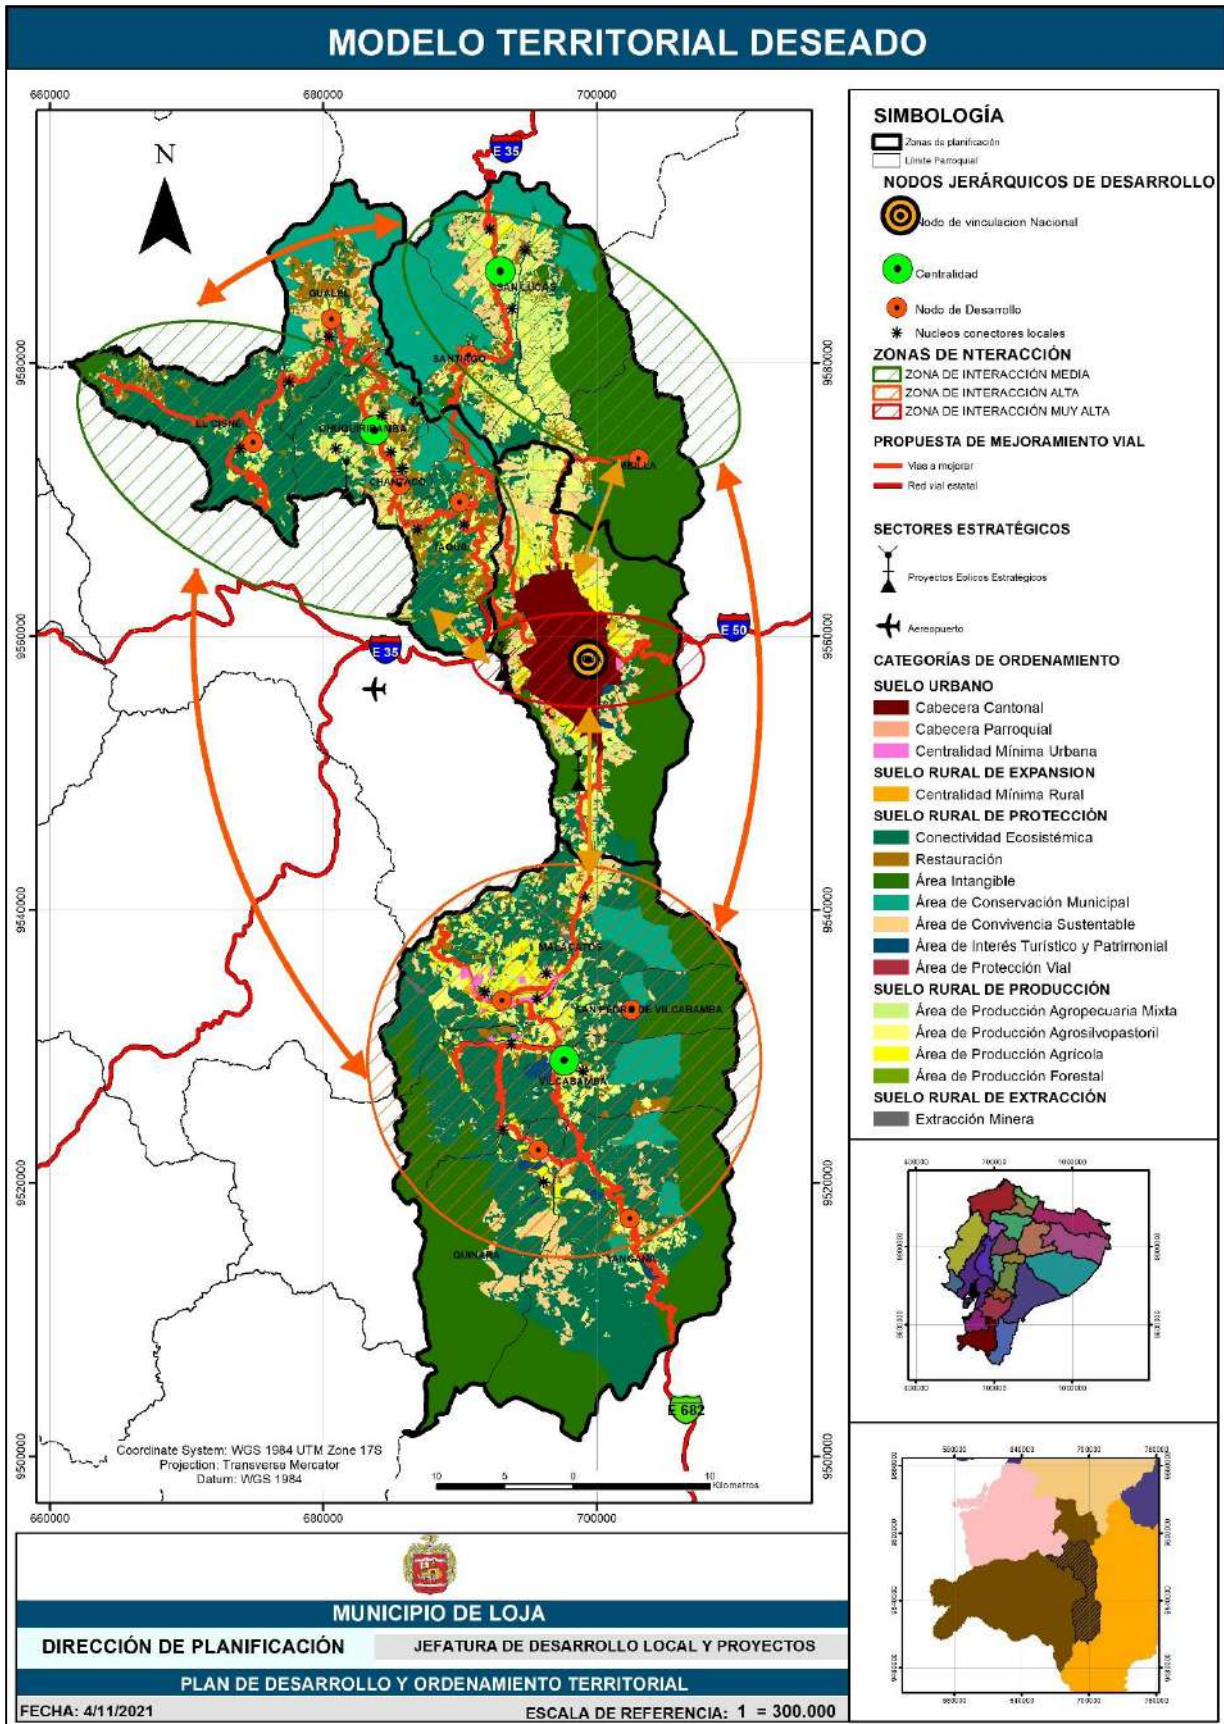 MODELO TERRITORIAL DESEADO
660000 680000 700000
N
E 35
GUALEL
SAN LUCAS
SANTIAGO
EL CISNE
CHUQUIRIBAMBA
CHANTACO
TAQUIL
E 50
E 35
MALACATOS
SAN PEDRO DE VILCABAMBA
VILCABAMBA
QUINARA
YANGANA
E 682
9580000
9560000
9540000
9520000
9500000
9580000
9560000
9540000
9520000
9500000
Coordinate System: WGS 1984 UTM Zone 17S
Projection: Transverse Mercator
Datum: WGS 1984
10 5 0 10
Kilometros
660000 680000 700000
SIMBOLOGÍA
Zonas de planificación
Límite Parroquial
NODOS JERÁRQUICOS DE DESARROLLO
Nodo de vinculacion Nacional
Centralidad
Nodo de Desarrollo
Nucleos conectores locales
ZONAS DE NTERACCIÓN
ZONA DE INTERACCIÓN MEDIA
ZONA DE INTERACCIÓN ALTA
ZONA DE INTERACCIÓN MUY ALTA
PROPUESTA DE MEJORAMIENTO VIAL
Vias a mejorar
Red vial estatal
SECTORES ESTRATÉGICOS
Proyectos Eolicos Estrategicos
Aereopuerto
CATEGORÍAS DE ORDENAMIENTO
SUELO URBANO
Cabecera Cantonal
Cabecera Parroquial
Centralidad Mínima Urbana
SUELO RURAL DE EXPANSION
Centralidad Mínima Rural
SUELO RURAL DE PROTECCIÓN
Conectividad Ecosistémica
Restauración
Área Intangible
Área de Conservación Municipal
Área de Convivencia Sustentable
Área de Interés Turístico y Patrimonial
Área de Protección Vial
SUELO RURAL DE PRODUCCIÓN
Área de Producción Agropecuaria Mixta
Área de Producción Agrosilvopastoril
Área de Producción Agrícola
Área de Producción Forestal
SUELO RURAL DE EXTRACCIÓN
Extracción Minera
MUNICIPIO DE LOJA
DIRECCIÓN DE PLANIFICACIÓN
JEFATURA DE DESARROLLO LOCAL Y PROYECTOS
PLAN DE DESARROLLO Y ORDENAMIENTO TERRITORIAL
FECHA: 4/11/2021
ESCALA DE REFERENCIA: 1 = 300.000